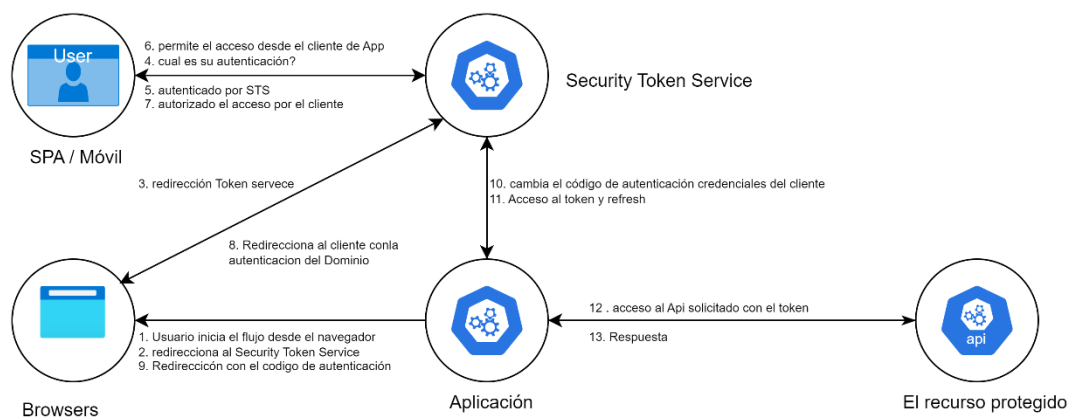 User
6. permite el acceso desde el cliente de App
4. cual es su autenticación?
5. autenticado por STS
7. autorizado el acceso por el cliente
SPA / Móvil
Security Token Service
3. redirección Token servece
10. cambia el código de autenticación credenciales del cliente
11. Acceso al token y refresh
8. Redirecciona al cliente conla
autenticacion del Dominio
1. Usuario inicia el flujo desde el navegador
2. redirecciona al Security Token Service
9. Redireccicón con el codigo de autenticación
Browsers
Aplicación
12 . acceso al Api solicitado con el token
13. Respuesta
api
El recurso protegido